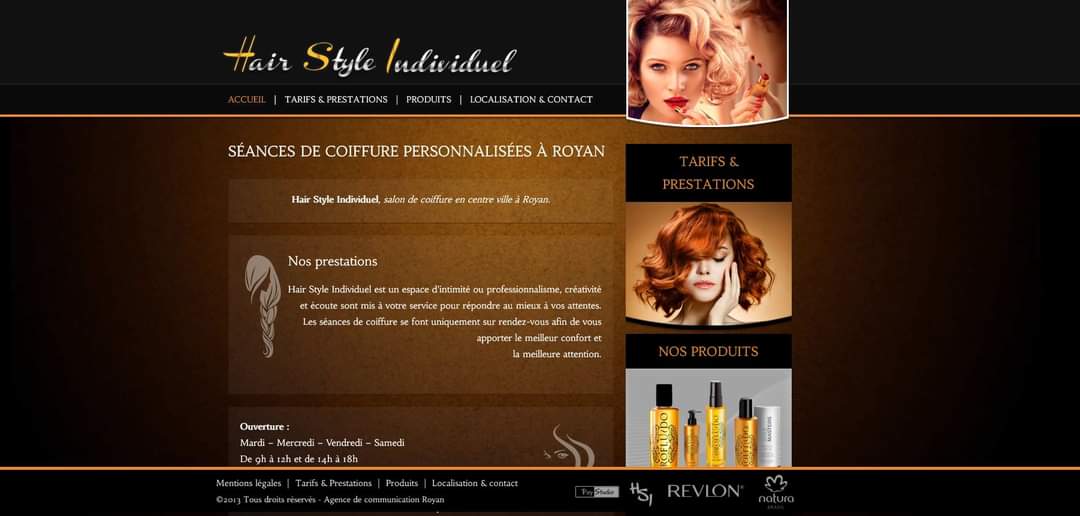 Hair Style Individuel
ACCUEIL | TARIFS & PRESTATIONS | PRODUITS | LOCALISATION & CONTACT
SÉANCES DE COIFFURE PERSONNALISÉES À ROYAN
Hair Style Individuel, salon de coiffure en centre ville à Royan.
Nos prestations
Hair Style Individuel est un espace d'intimité ou professionnalisme, créativité
et écoute sont mis à votre service pour répondre au mieux à vos attentes.
Les séances de coiffure se font uniquement sur rendez-vous afin de vous
apporter le meilleur confort et
la meilleure attention.
Ouverture :
Mardi – Mercredi – Vendredi – Samedi
De 9h à 12h et de 14h à 18h
TARIFS &
PRESTATIONS
NOS PRODUITS
Mentions légales | Tarifs & Prestations | Produits | Localisation & contact
©2013 Tous droits réservés - Agence de communication Royan
HSI
REVLON®
natura
BRASIL